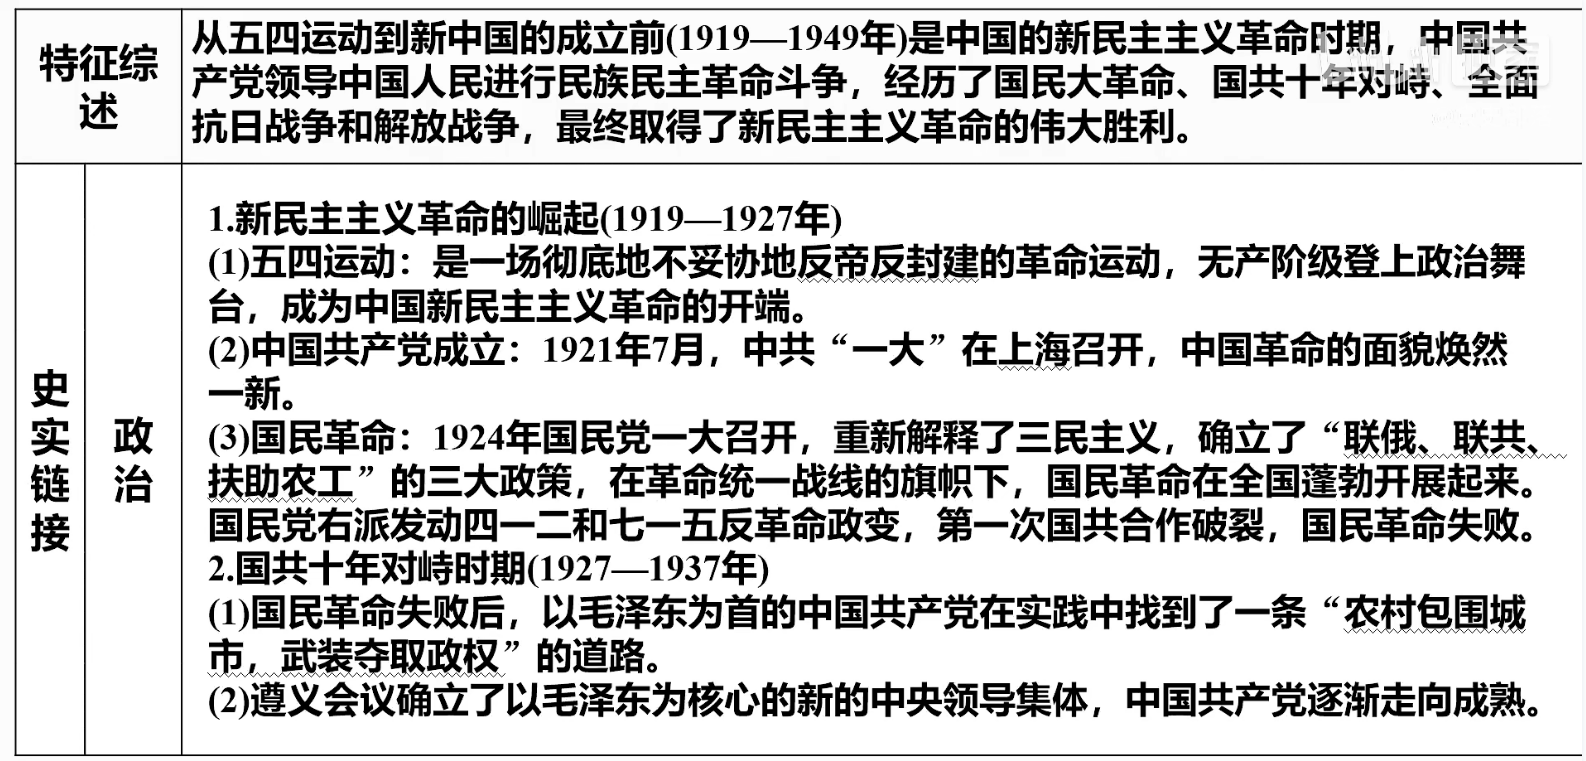 特征综
述
从五四运动到新中国的成立前(1919—1949年)是中国的新民主主义革命时期，中国共
产党领导中国人民进行民族民主革命斗争，经历了国民大革命、国共十年对峙、全面
抗日战争和解放战争，最终取得了新民主主义革命的伟大胜利。
史
实
链
接
政
治
1.新民主主义革命的崛起(1919—1927年)
(1)五四运动：是一场彻底地不妥协地反帝反封建的革命运动，无产阶级登上政治舞
台，成为中国新民主主义革命的开端。
(2)中国共产党成立：1921年7月，中共“一大”在上海召开，中国革命的面貌焕然
一新。
(3)国民革命：1924年国民党一大召开，重新解释了三民主义，确立了“联俄、联共、
扶助农工”的三大政策，在革命统一战线的旗帜下，国民革命在全国蓬勃开展起来。
国民党右派发动四一二和七一五反革命政变，第一次国共合作破裂，国民革命失败。
2.国共十年对峙时期(1927—1937年)
(1)国民革命失败后，以毛泽东为首的中国共产党在实践中找到了一条“农村包围城
市，武装夺取政权”的道路。
(2)遵义会议确立了以毛泽东为核心的新的中央领导集体，中国共产党逐渐走向成熟。